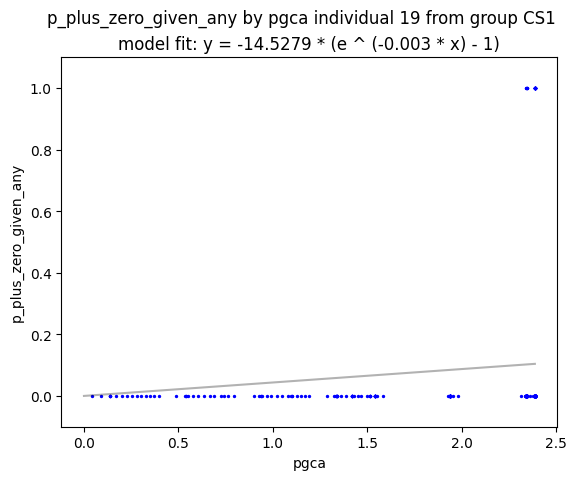 p_plus_zero_given_any by pgca individual 19 from group CS1
model fit: y = -14.5279 * (e ^ (-0.003 * x) - 1)
1.0
0.8
0.6
0.4
0.2
0.0
p_plus_zero_given_any
0.0 0.5 1.0 1.5 2.0 2.5
pgca